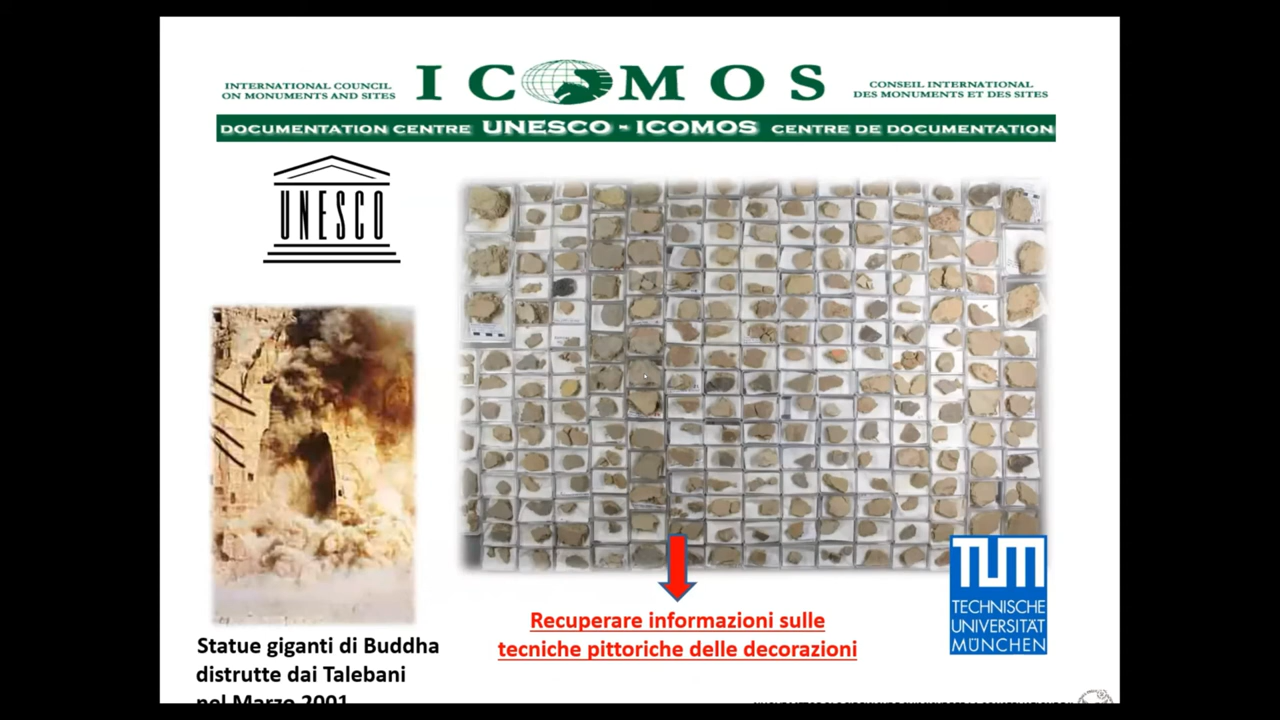 INTERNATIONAL COUNCIL
ON MONUMENTS AND SITES
ICOMOS
CONSEIL INTERNATIONAL
DES MONUMENTS ET DES SITES
DOCUMENTATION CENTRE UNESCO - ICOMOS CENTRE DE DOCUMENTATION
UNESCO
TUM
TECHNISCHE
UNIVERSITÄT
MÜNCHEN
Recuperare informazioni sulle
tecniche pittoriche delle decorazioni
Statue giganti di Buddha
distrutte dai Talebani
nel Marzo 2001